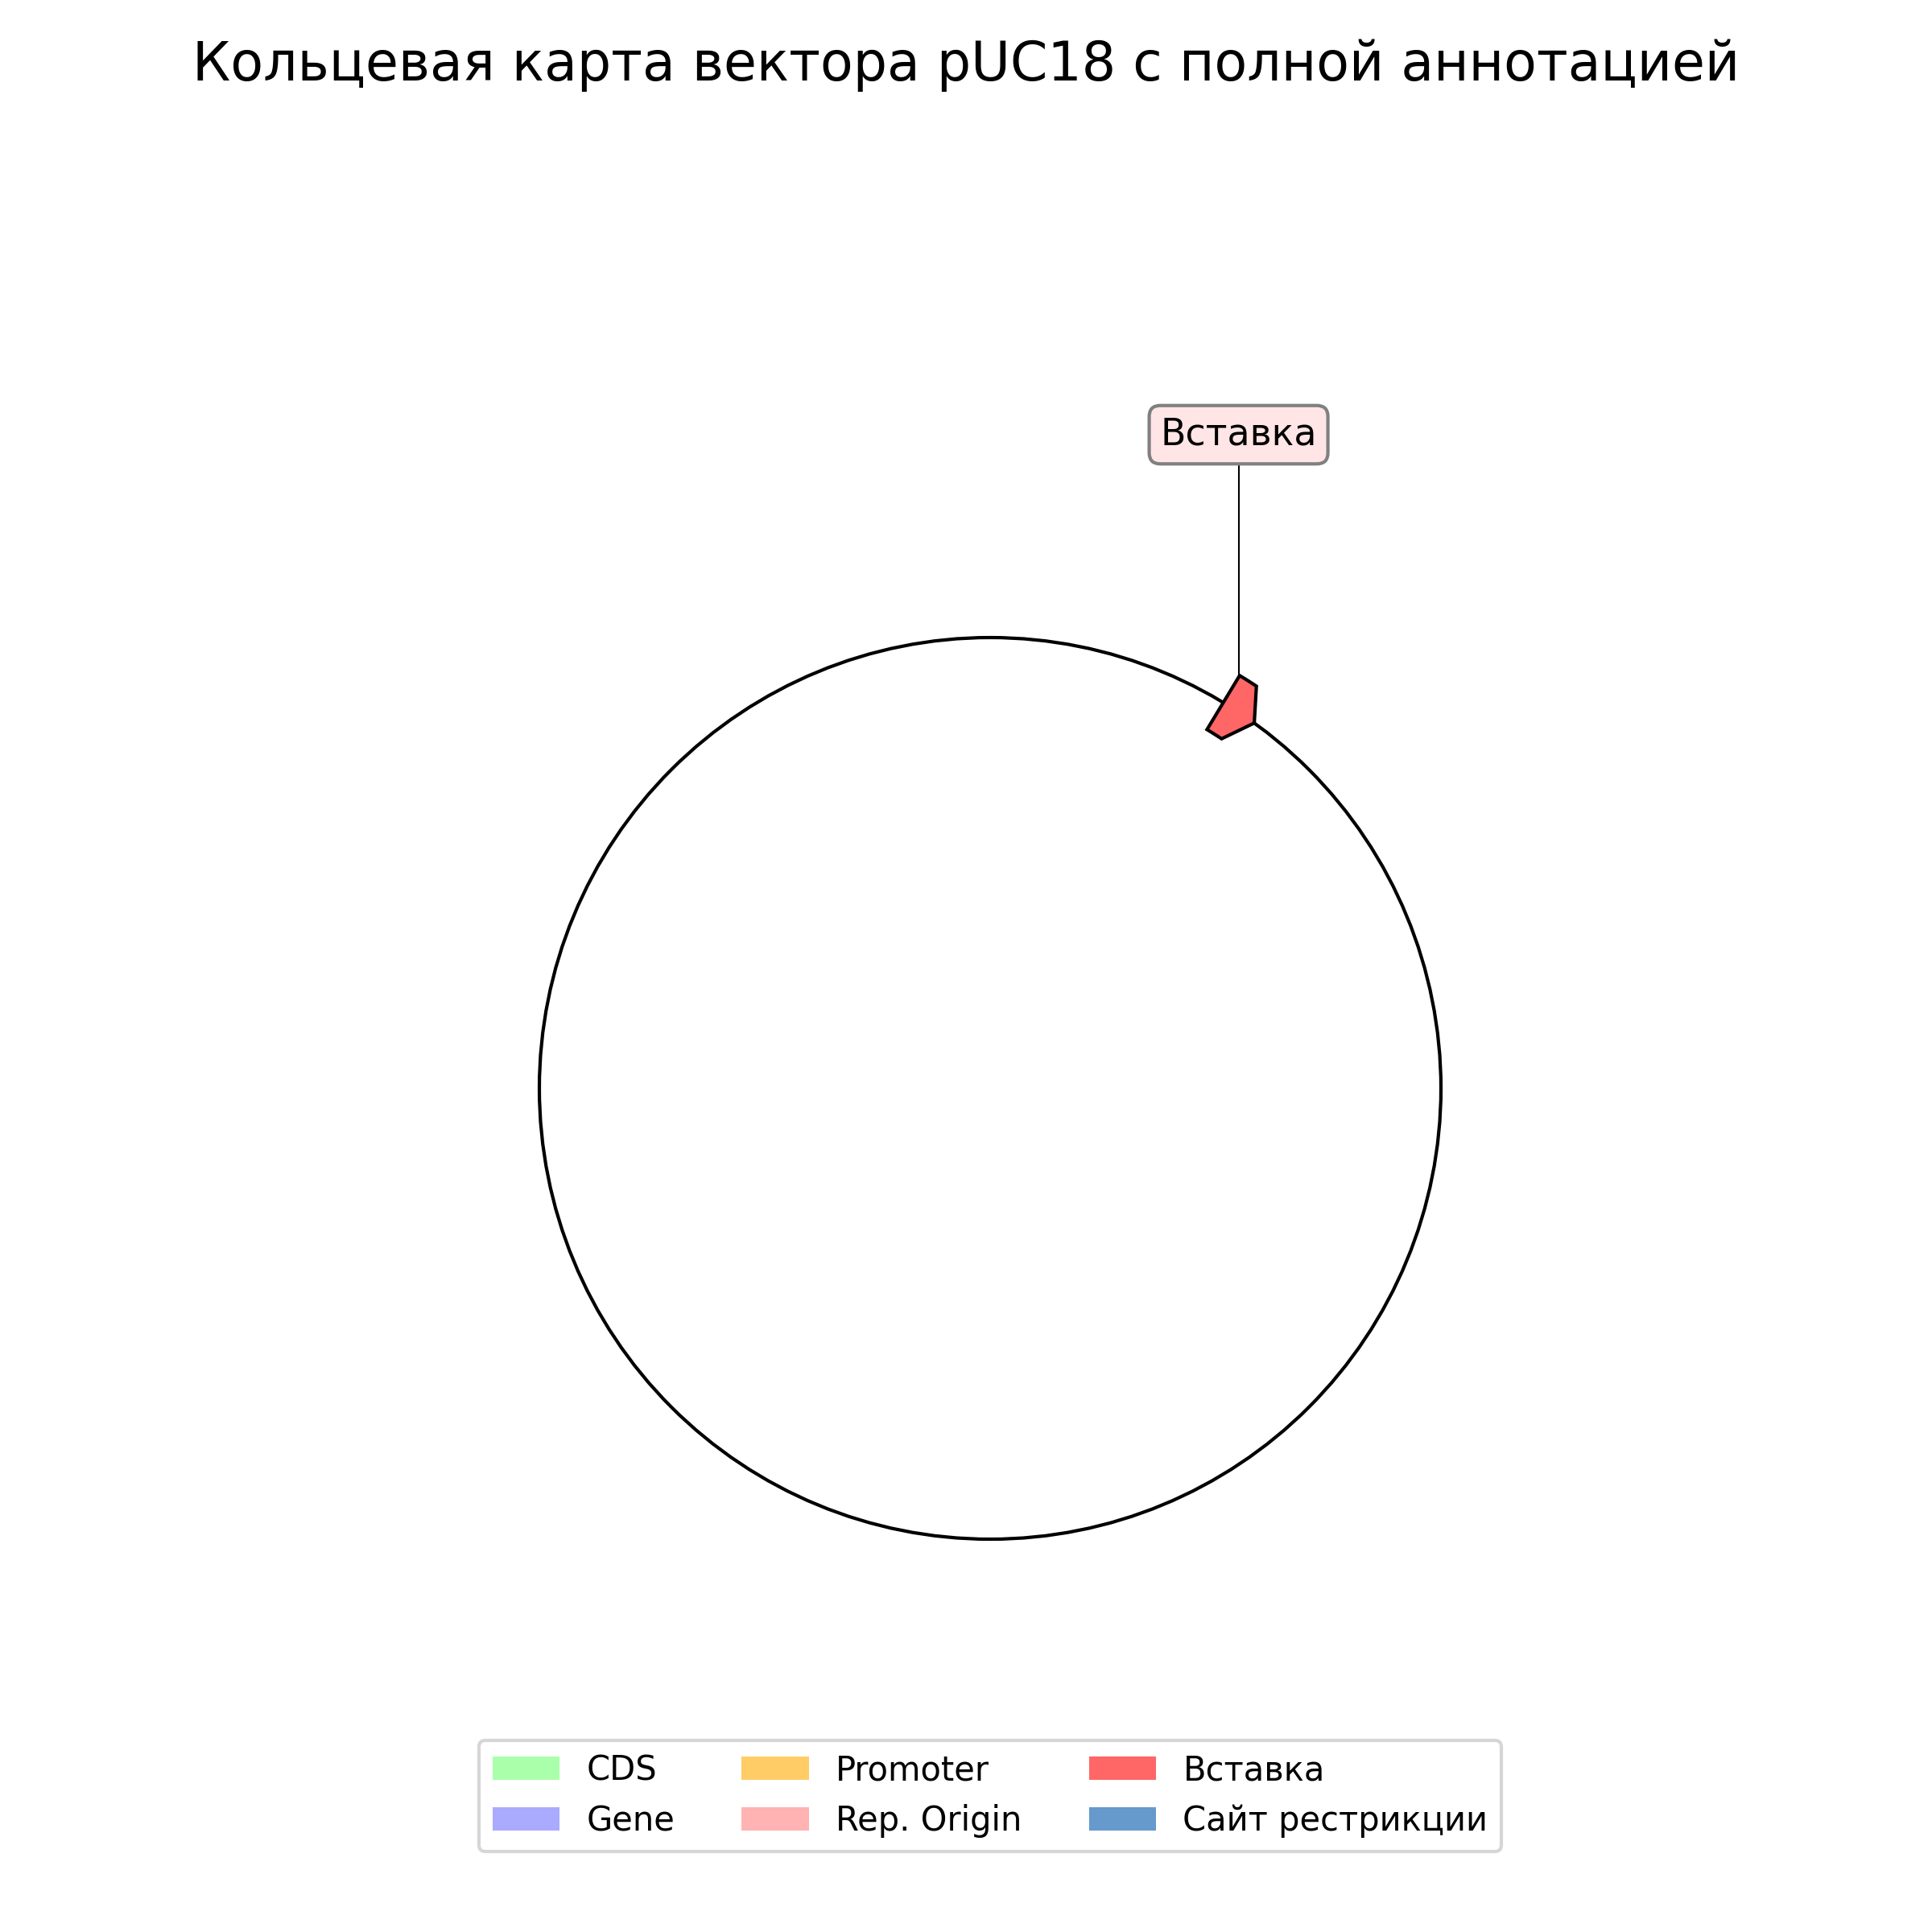 Кольцевая карта вектора pUC18 с полной аннотацией
Вставка
CDS
Gene
Promoter
Rep. Origin
Вставка
Сайт рестрикции